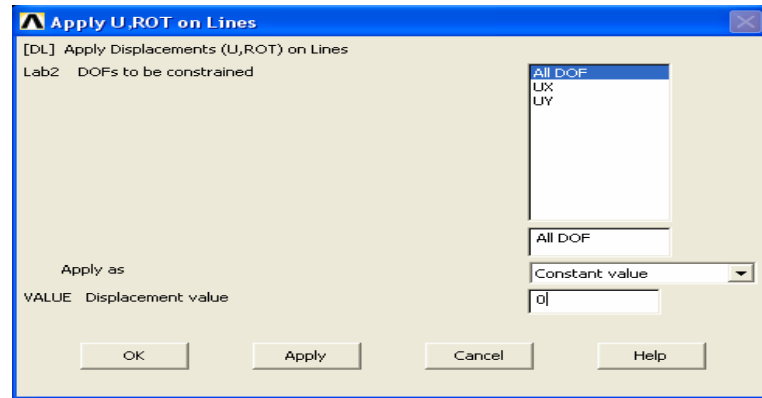 Apply U,ROT on Lines
[DL] Apply Displacements (U,ROT) on Lines
Lab2 DOFs to be constrained
All DOF
UX
UY
All DOF
Apply as Constant value
VALUE Displacement value 0
OK Apply Cancel Help